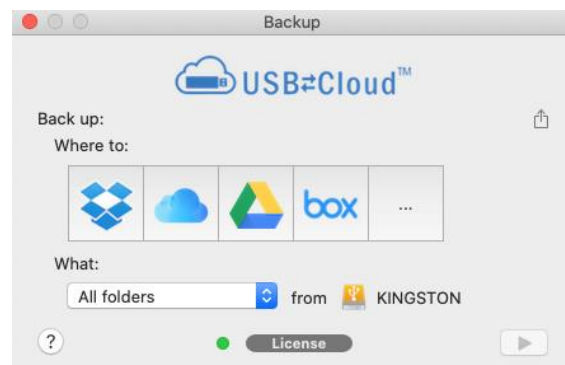 Backup
USB⇄Cloud™
Back up:
Where to:
box
...
What:
All folders from KINGSTON
? License